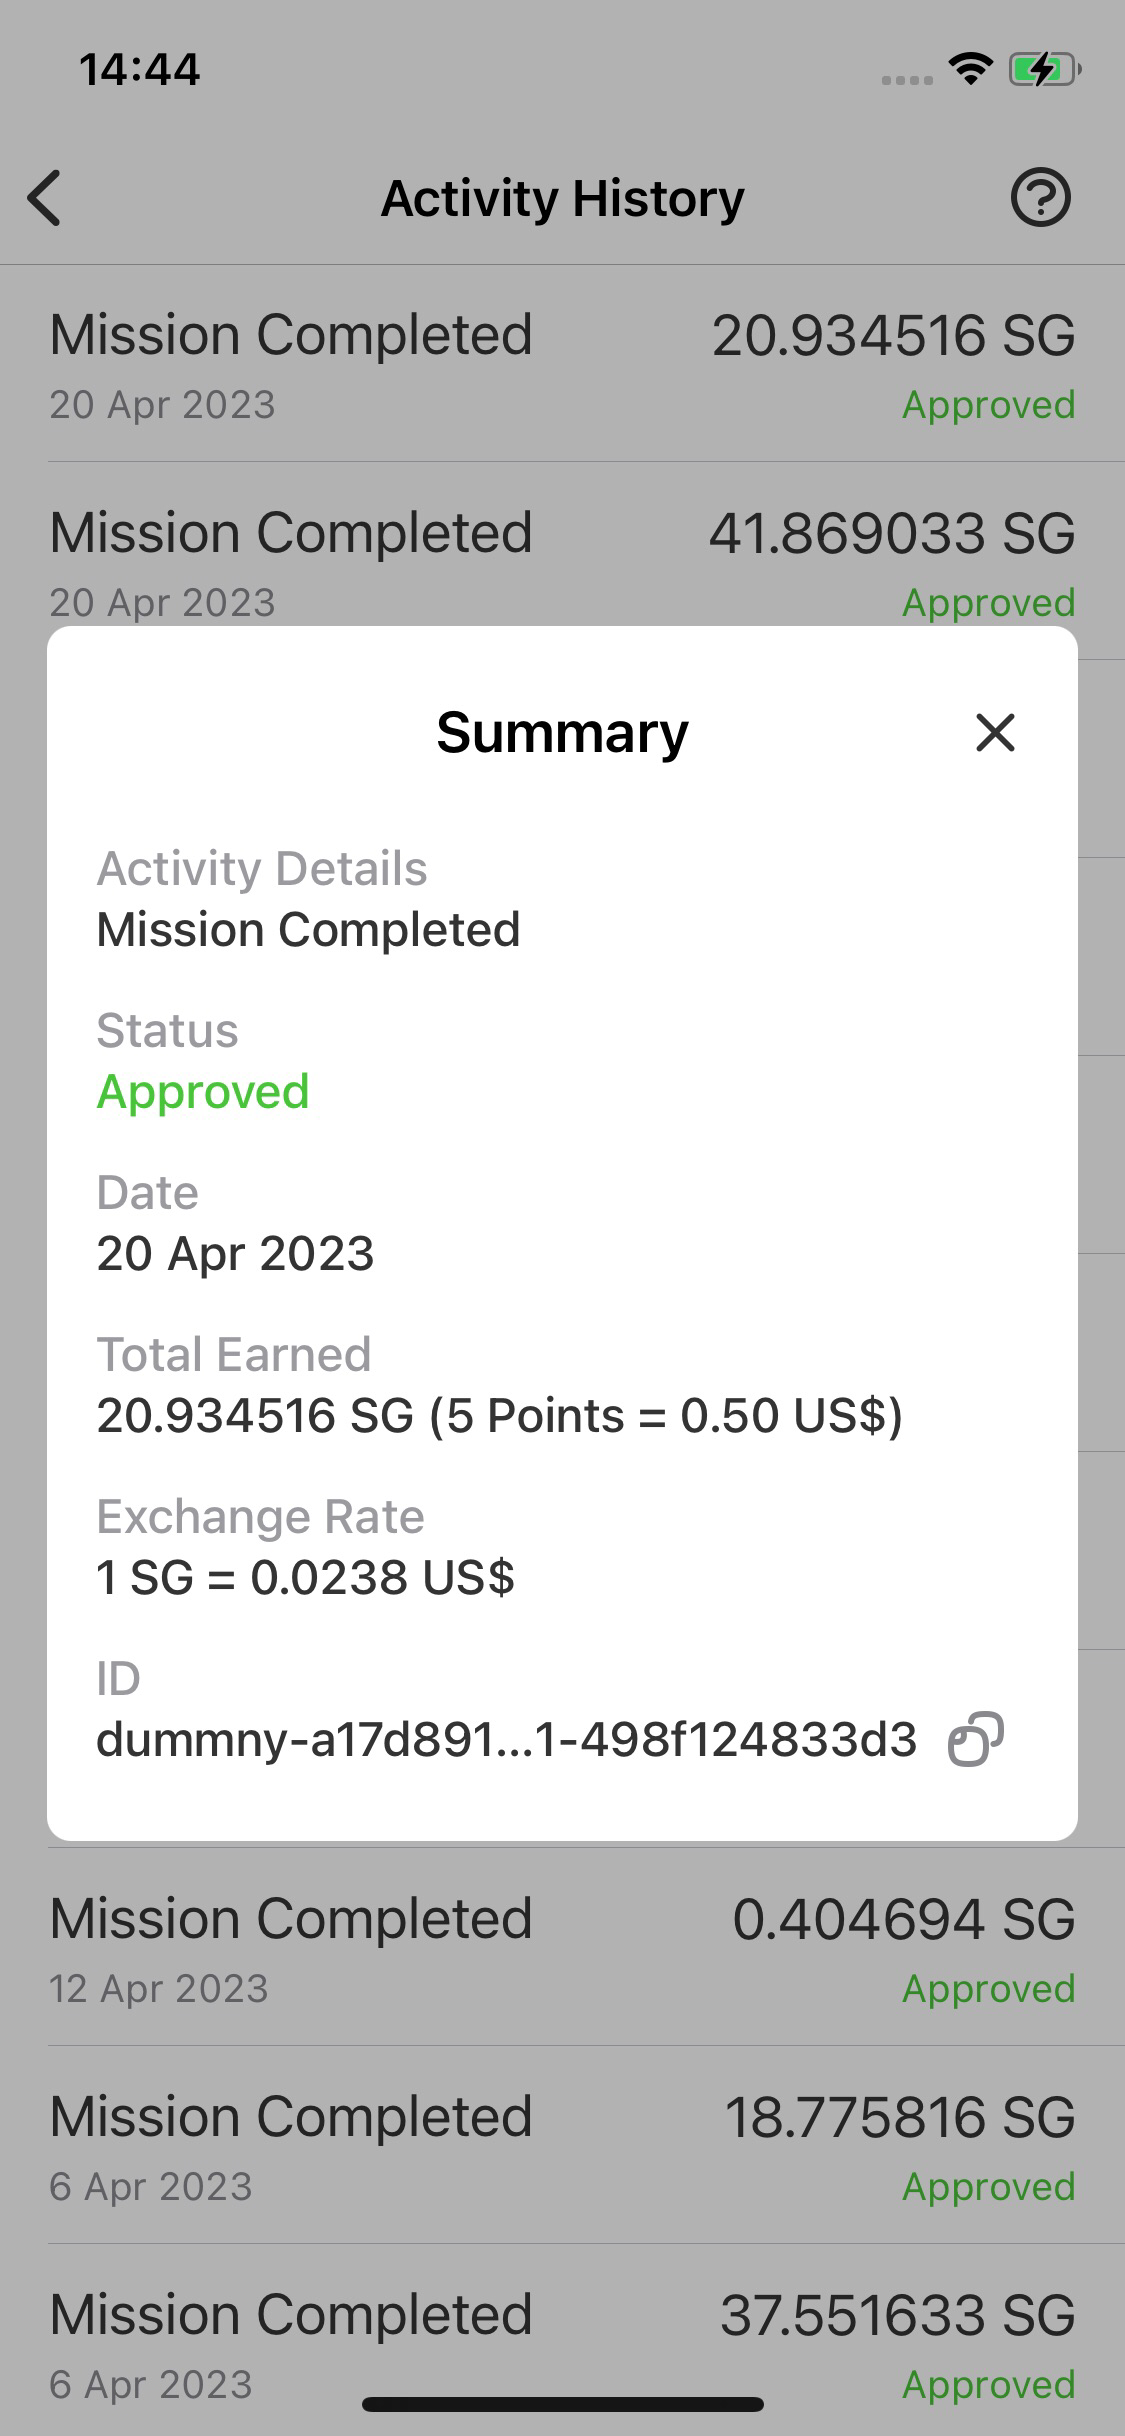 14:44
Activity History
Mission Completed 20.934516 SG
20 Apr 2023 Approved
Mission Completed 41.869033 SG
20 Apr 2023 Approved
Summary
Activity Details
Mission Completed
Status
Approved
Date
20 Apr 2023
Total Earned
20.934516 SG (5 Points = 0.50 US$)
Exchange Rate
1 SG = 0.0238 US$
ID
dummny-a17d891...1-498f124833d3
Mission Completed 0.404694 SG
12 Apr 2023 Approved
Mission Completed 18.775816 SG
6 Apr 2023 Approved
Mission Completed 37.551633 SG
6 Apr 2023 Approved